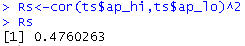 > Rs<-cor(ts$ap_hi,ts$ap_lo)^2
> Rs
[1] 0.4760263